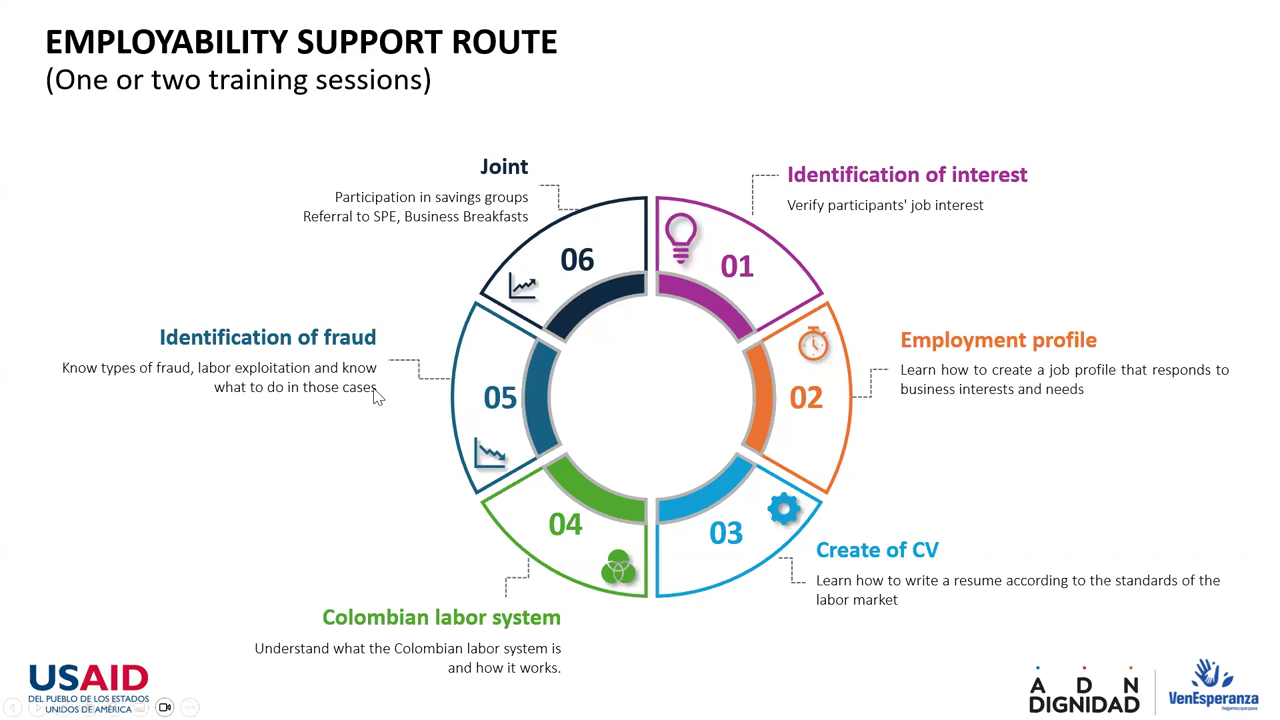 EMPLOYABILITY SUPPORT ROUTE
(One or two training sessions)
Joint
Participation in savings groups
Referral to SPE, Business Breakfasts
Identification of interest
Verify participants' job interest
06
01
Identification of fraud
Know types of fraud, labor exploitation and know
what to do in those cases
Employment profile
Learn how to create a job profile that responds to
business interests and needs
05
02
04
03
Create of CV
Learn how to write a resume according to the standards of the
labor market
Colombian labor system
Understand what the Colombian labor system is
and how it works.
USAID
DEL PUEBLO DE LOS ESTADOS
UNIDOS DE AMÉRICA
ADN
DIGNIDAD
VenEsperanza